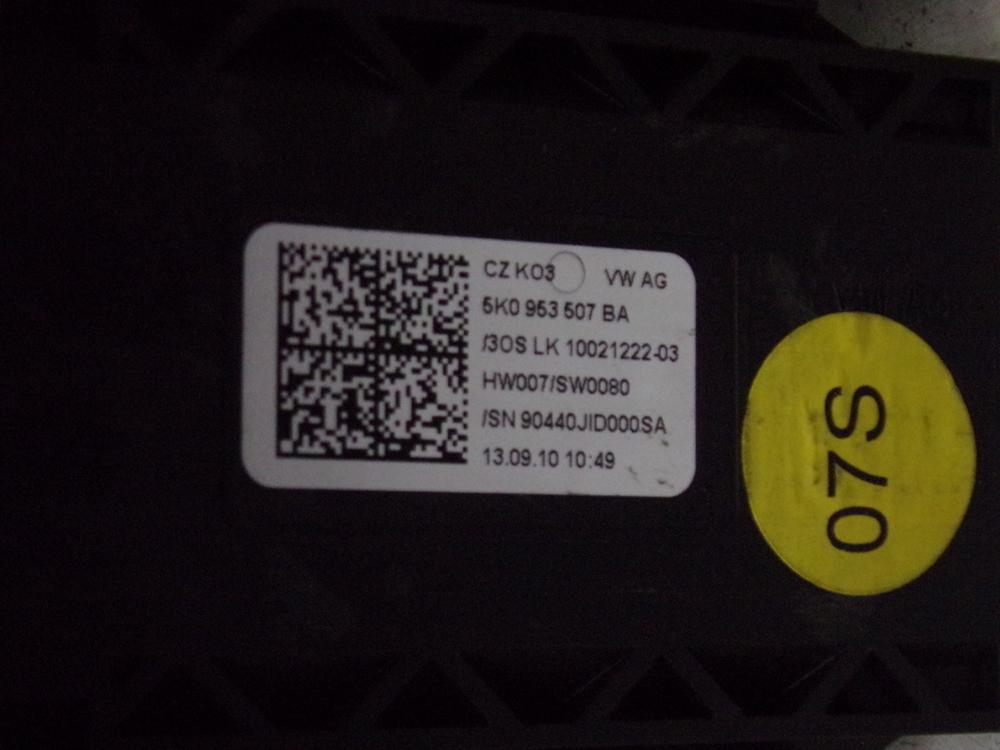 CZ KO3 VW AG
5K0 953 507 BA
/3OS LK 10021222-03
HW007/SW0080
/SN 90440JID000SA
13.09.10 10:49
07S